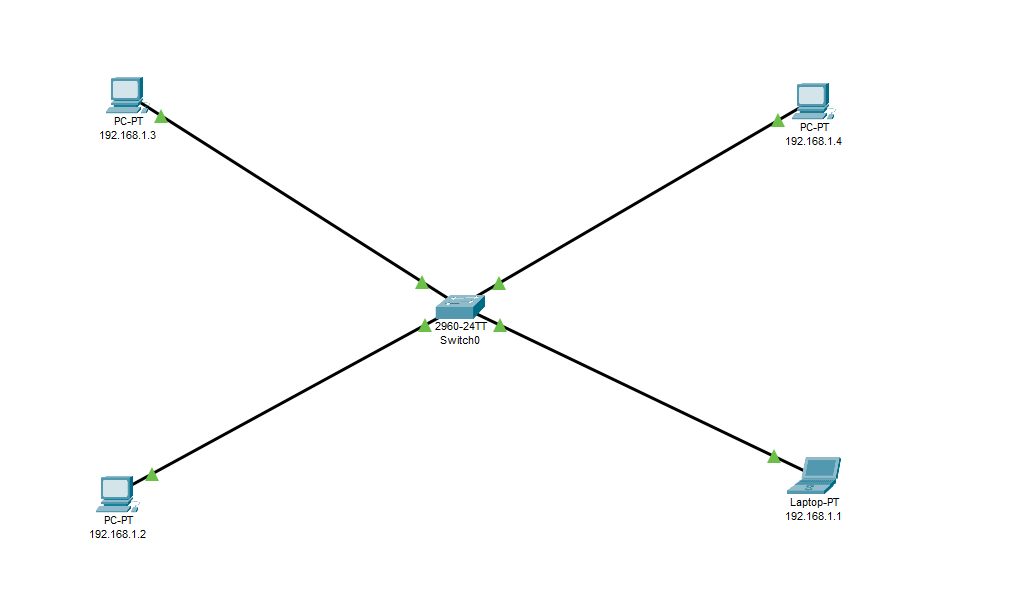 PC-PT
192.168.1.3
PC-PT
192.168.1.4
2960-24TT
Switch0
PC-PT
192.168.1.2
Laptop-PT
192.168.1.1